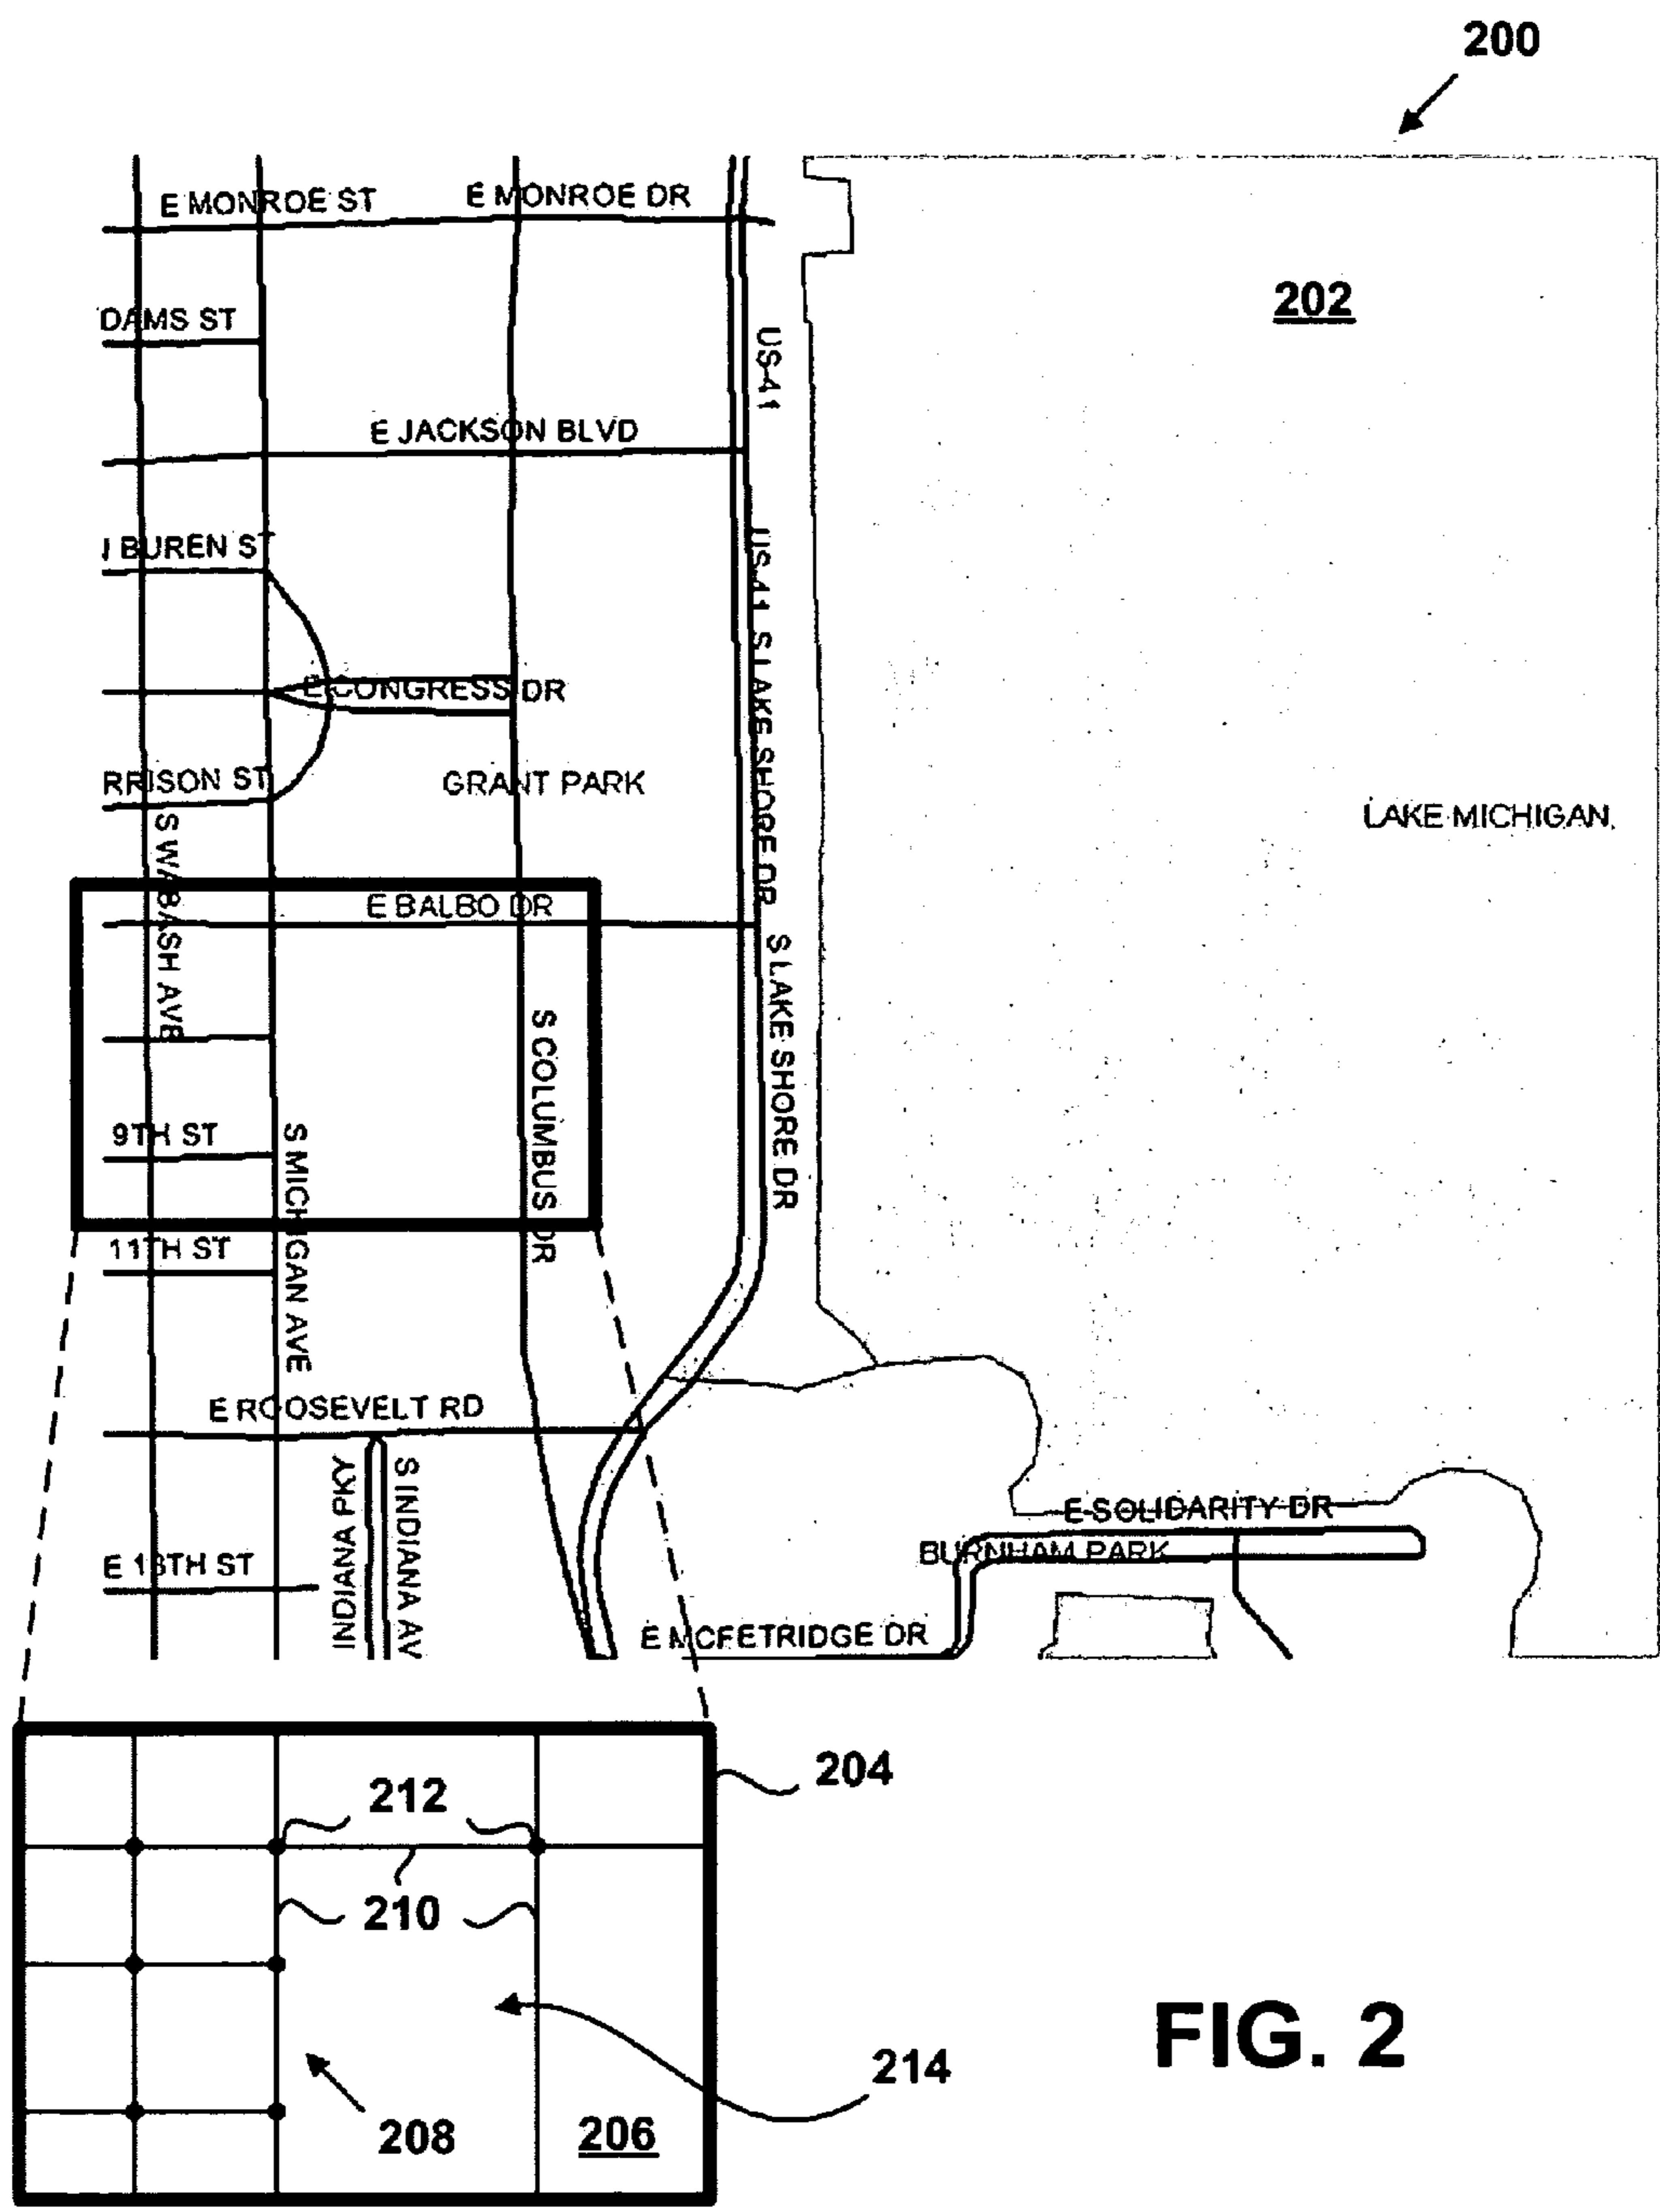 200
E MONROE ST
E MONROE DR
202
DAMS ST
US-41
E JACKSON BLVD
BUREN ST
US-41 S LAKE SHORE DR
E CONGRESS DR
RRISON ST
GRANT PARK
LAKE MICHIGAN
S WABASH AVE
E BALBO DR
S LAKE SHORE DR
S COLUMBUS DR
9TH ST
S MICHIGAN AVE
11TH ST
E ROOSEVELT RD
INDIANA PKY
S INDIANA AV
E SOLIDARITY DR
BURNHAM PARK
E ST
E MCFETRIDGE DR
204
212
210
214
208
206
FIG. 2